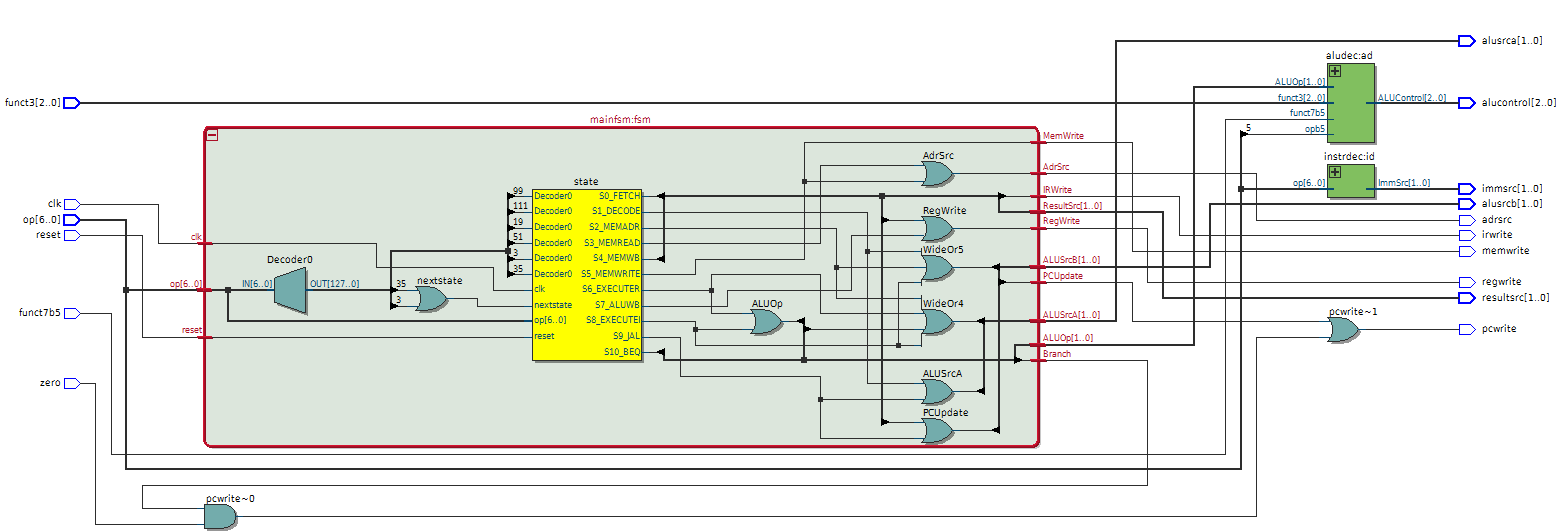 alusrca[1..0]
aludec:ad
ALUOp[1..0]
funct3[2..0]
funct3[2..0]
ALUControl[2..0]
alucontrol[2..0]
funct7b5
mainfsm:fsm
5
opb5
MemWrite
AdrSrc
instrdec:id
AdrSrc
state
op[6..0]
ImmSrc[1..0]
immsrc[1..0]
99
Decoder0
S0_FETCH
IRWrite
clk
alusrcb[1..0]
111
Decoder0
S1_DECODE
RegWrite
ResultSrc[1..0]
op[6..0]
adrsrc
19
Decoder0
S2_MEMADR
RegWrite
reset
irwrite
clk
51
Decoder0
S3_MEMREAD
WideOr5
memwrite
Decoder0
3
Decoder0
S4_MEMWB
ALUSrcB[1..0]
35
Decoder0
S5_MEMWRITE
PCUpdate
nextstate
regwrite
op[6..0]
IN[6..0]
OUT[127..0]
35
clk
S6_EXECUTER
resultsrc[1..0]
3
nextstate
S7_ALUWB
ALUOp
WideOr4
funct7b5
op[6..0]
S8_EXECUTEI
ALUSrcA[1..0]
pcwrite~1
reset
reset
S9_JAL
ALUOp[1..0]
pcwrite
S10_BEQ
Branch
zero
ALUSrcA
PCUpdate
pcwrite~0